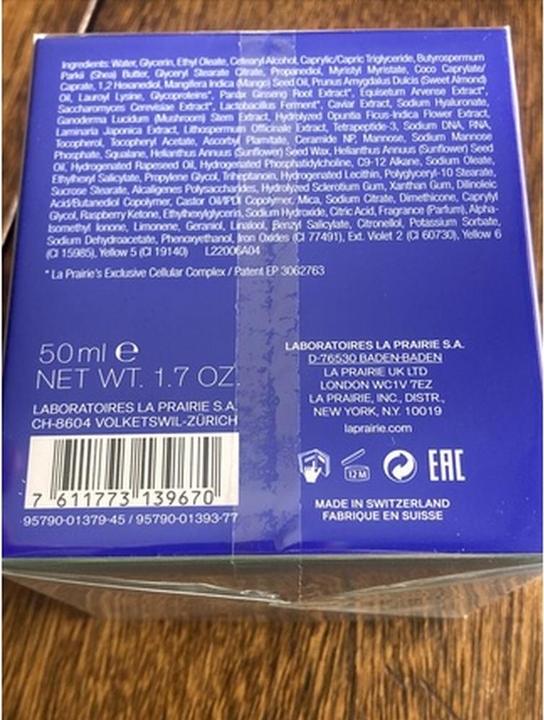 Ingredients: Water, Glycerin, Ethyl Oleate, Cetearyl Alcohol, Caprylic/Capric Triglyceride, Butyrospermum
Parkii (Shea) Butter, Glyceryl Stearate Citrate, Propanediol, Myristyl Myristate, Coco Caprylate/
Caprate, 1,2 Hexanediol, Mangifera Indica (Mango) Seed Oil, Prunus Amygdalus Dulcis (Sweet Almond)
Oil, Lauroyl Lysine, Glycoproteins*, Panax Ginseng Root Extract*, Equisetum Arvense Extract*,
Saccharomyces Cerevisiae Extract*, Lactobacillus Ferment*, Caviar Extract, Sodium Hyaluronate,
Ganoderma Lucidum (Mushroom) Stem Extract, Hydrolyzed Opuntia Ficus-Indica Flower Extract,
Laminaria Japonica Extract, Lithospermum Officinale Extract, Tetrapeptide-3, Sodium DNA, RNA,
Tocopherol, Tocopheryl Acetate, Ascorbyl Plamitate, Ceramide NP, Mannose, Sodium Mannose
Phosphate, Squalane, Helianthus Annuus (Sunflower) Seed Wax, Helianthus Annuus (Sunflower) Seed
Oil, Hydrogenated Rapeseed Oil, Hydrogenated Phosphatidylcholine, C9-12 Alkane, Sodium Oleate,
Ethylhexyl Salicylate, Propylene Glycol, Triheptanoin, Hydrogenated Lecithin, Polyglyceryl-10 Stearate,
Sucrose Stearate, Alcaligenes Polysaccharides, Hydrolyzed Sclerotium Gum, Xanthan Gum, Dilinoleic
Acid/Butanediol Copolymer, Castor Oil/IPDI Copolymer, Mica, Sodium Citrate, Dimethicone, Caprylyl
Glycol, Raspberry Ketone, Ethylhexylglycerin, Sodium Hydroxide, Citric Acid, Fragrance (Parfum), Alpha-
Isomethyl Ionone, Limonene, Geraniol, Linalool, Benzyl Salicylate, Citronellol, Potassium Sorbate,
Sodium Dehydroacetate, Phenoxyethanol, Iron Oxides (CI 77491), Ext. Violet 2 (CI 60730), Yellow 6
(CI 15985), Yellow 5 (CI 19140) L22006A04
* La Prairie's Exclusive Cellular Complex / Patent EP 3062763
50 ml e
NET WT. 1.7 OZ.
LABORATOIRES LA PRAIRIE S.A.
CH-8604 VOLKETSWIL-ZÜRICH
7 611773 139670
95790-01379-45 / 95790-01393-77
LABORATOIRES LA PRAIRIE S.A.
D-76530 BADEN-BADEN
LA PRAIRIE UK LTD
LONDON WC1V 7EZ
LA PRAIRIE, INC., DISTR.,
NEW YORK, N.Y. 10019
laprairie.com
12 M
EAC
MADE IN SWITZERLAND
FABRIQUE EN SUISSE